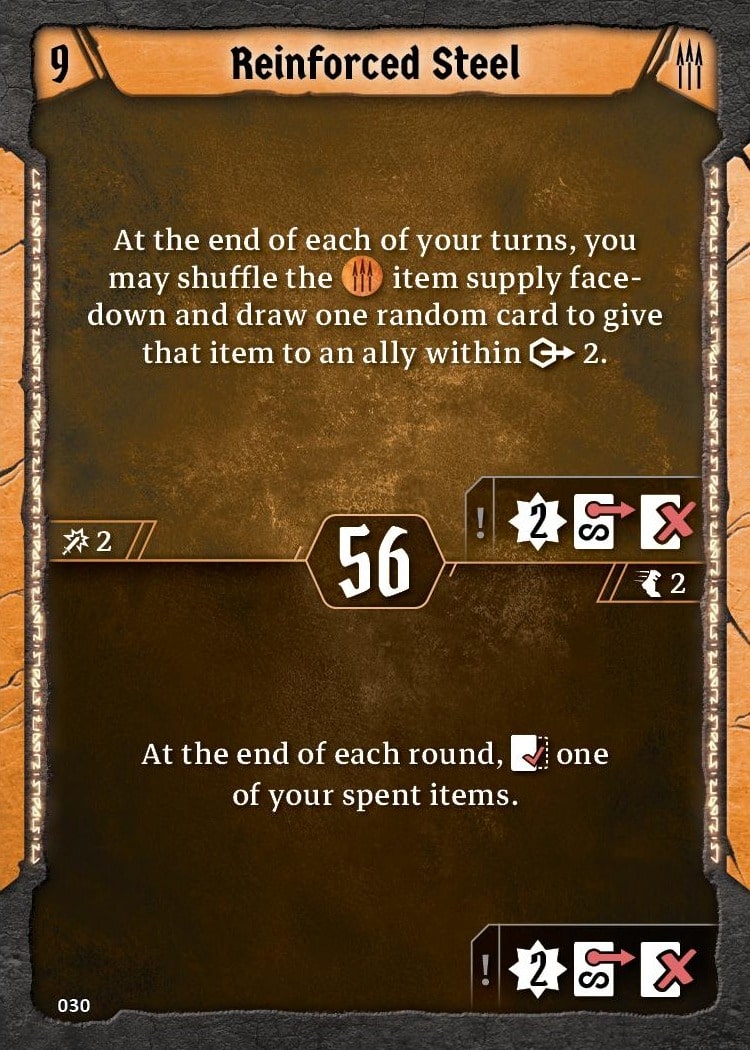 9
Reinforced Steel
At the end of each of your turns, you
may shuffle the item supply face-
down and draw one random card to give
that item to an ally within 2.
! 2 ∞
2
56
2
At the end of each round, one
of your spent items.
! 2 ∞
030